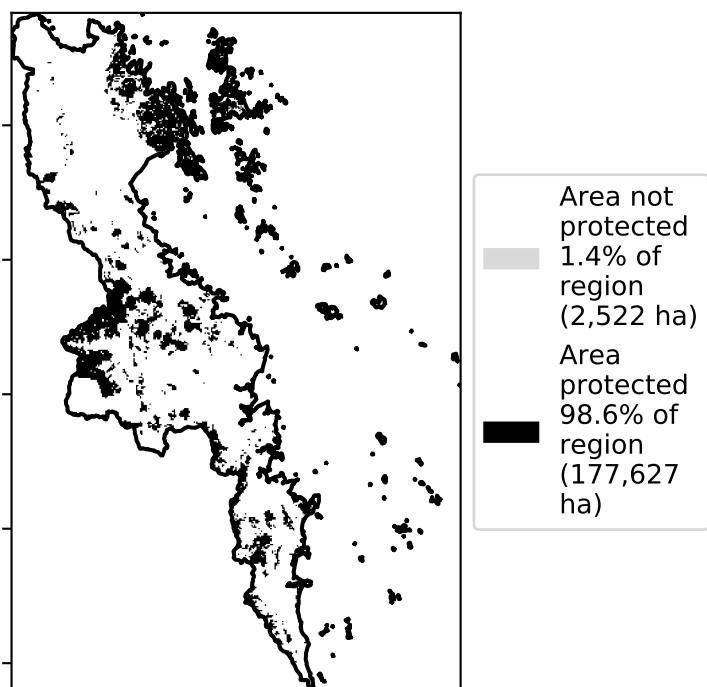 Area not
protected
1.4% of
region
(2,522 ha)
Area
protected
98.6% of
region
(177,627
ha)